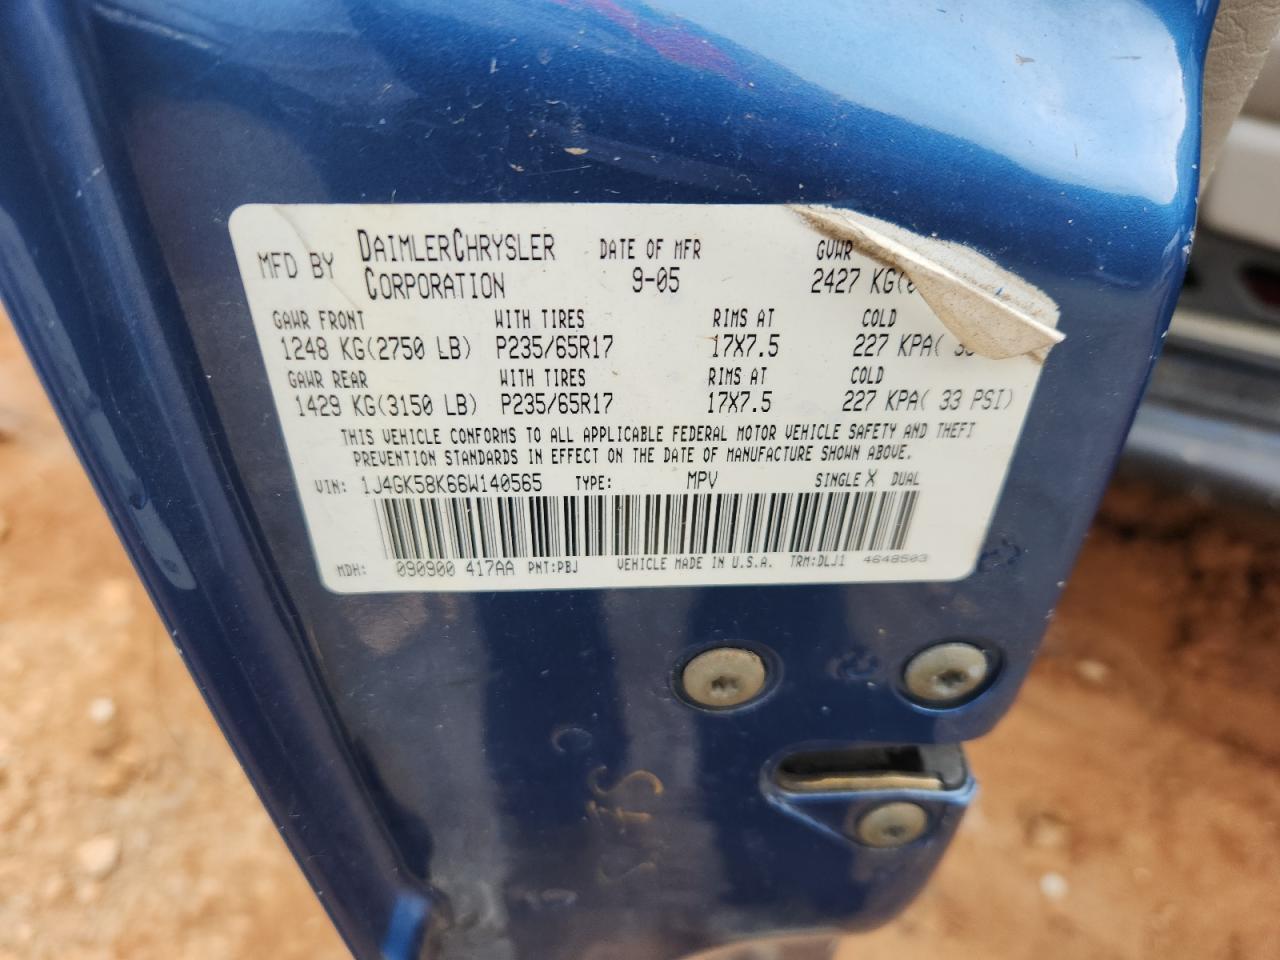 MFD BY DAIMLERCHRYSLER CORPORATION DATE OF MFR 9-05 GVWR 2427 KG(
GAWR FRONT WITH TIRES RIMS AT COLD
1248 KG(2750 LB) P235/65R17 17X7.5 227 KPA(
GAWR REAR WITH TIRES RIMS AT COLD
1429 KG(3150 LB) P235/65R17 17X7.5 227 KPA( 33 PSI)
THIS VEHICLE CONFORMS TO ALL APPLICABLE FEDERAL MOTOR VEHICLE SAFETY AND THEFT
PREVENTION STANDARDS IN EFFECT ON THE DATE OF MANUFACTURE SHOWN ABOVE.
VIN: 1J4GK58K66W140565 TYPE: MPV SINGLE X DUAL
MDH: 090900 417AA PNT:PBJ VEHICLE MADE IN U.S.A. TRM:DLJ1 4648503